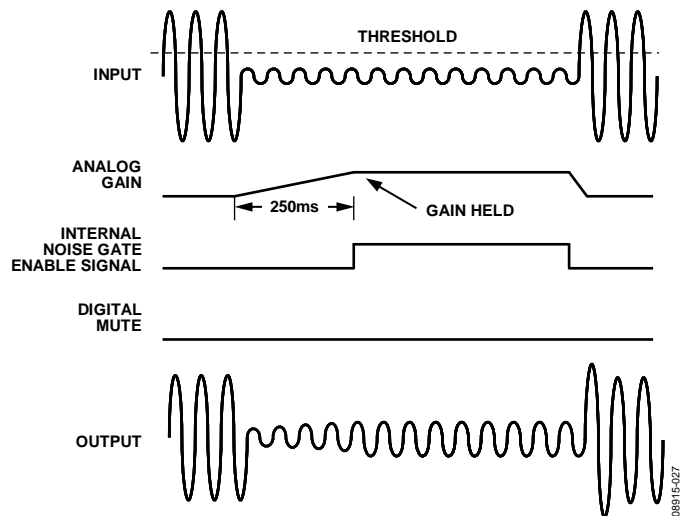 THRESHOLD
INPUT
ANALOG
GAIN
250ms
GAIN HELD
INTERNAL
NOISE GATE
ENABLE SIGNAL
DIGITAL
MUTE
OUTPUT
08915-027